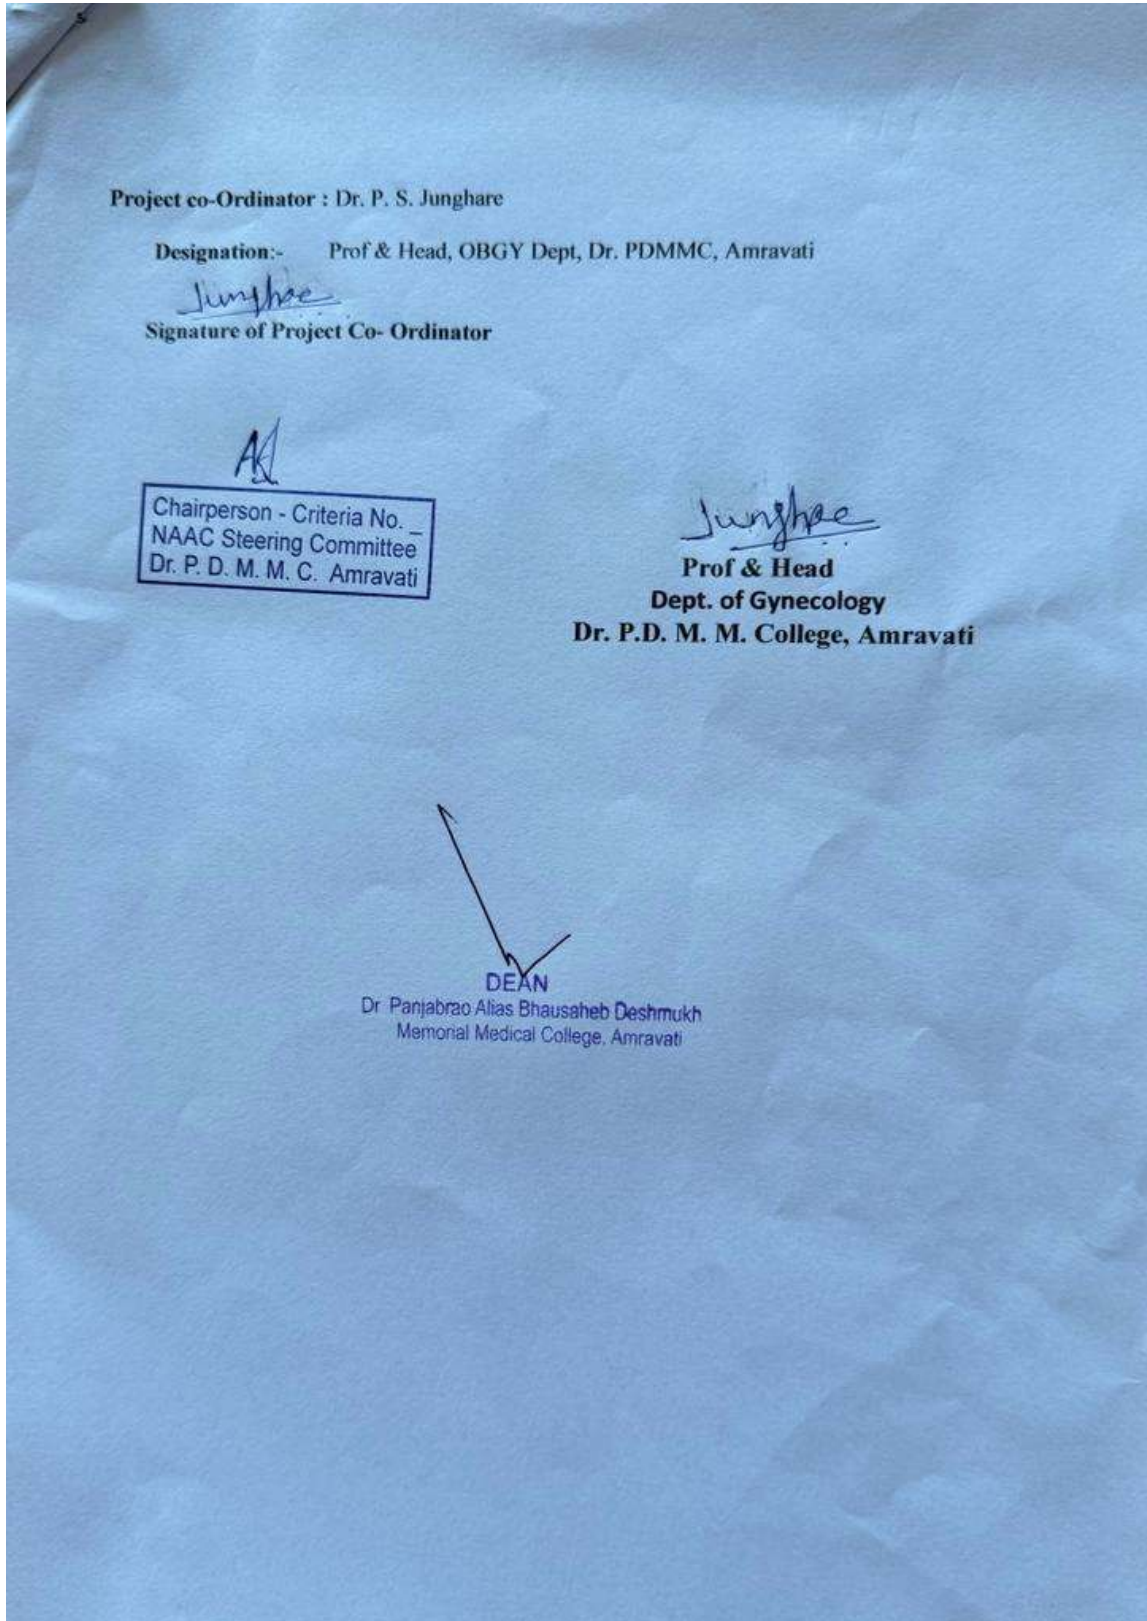 Project co-Ordinator : Dr. P. S. Junghare
Designation:- Prof & Head, OBGY Dept, Dr. PDMMC, Amravati
Junghare
Signature of Project Co- Ordinator
Chairperson - Criteria No. _
NAAC Steering Committee
Dr. P. D. M. M. C. Amravati
Junghare
Prof & Head
Dept. of Gynecology
Dr. P.D. M. M. College, Amravati
DEAN
Dr Panjabrao Alias Bhausaheb Deshmukh
Memorial Medical College, Amravati